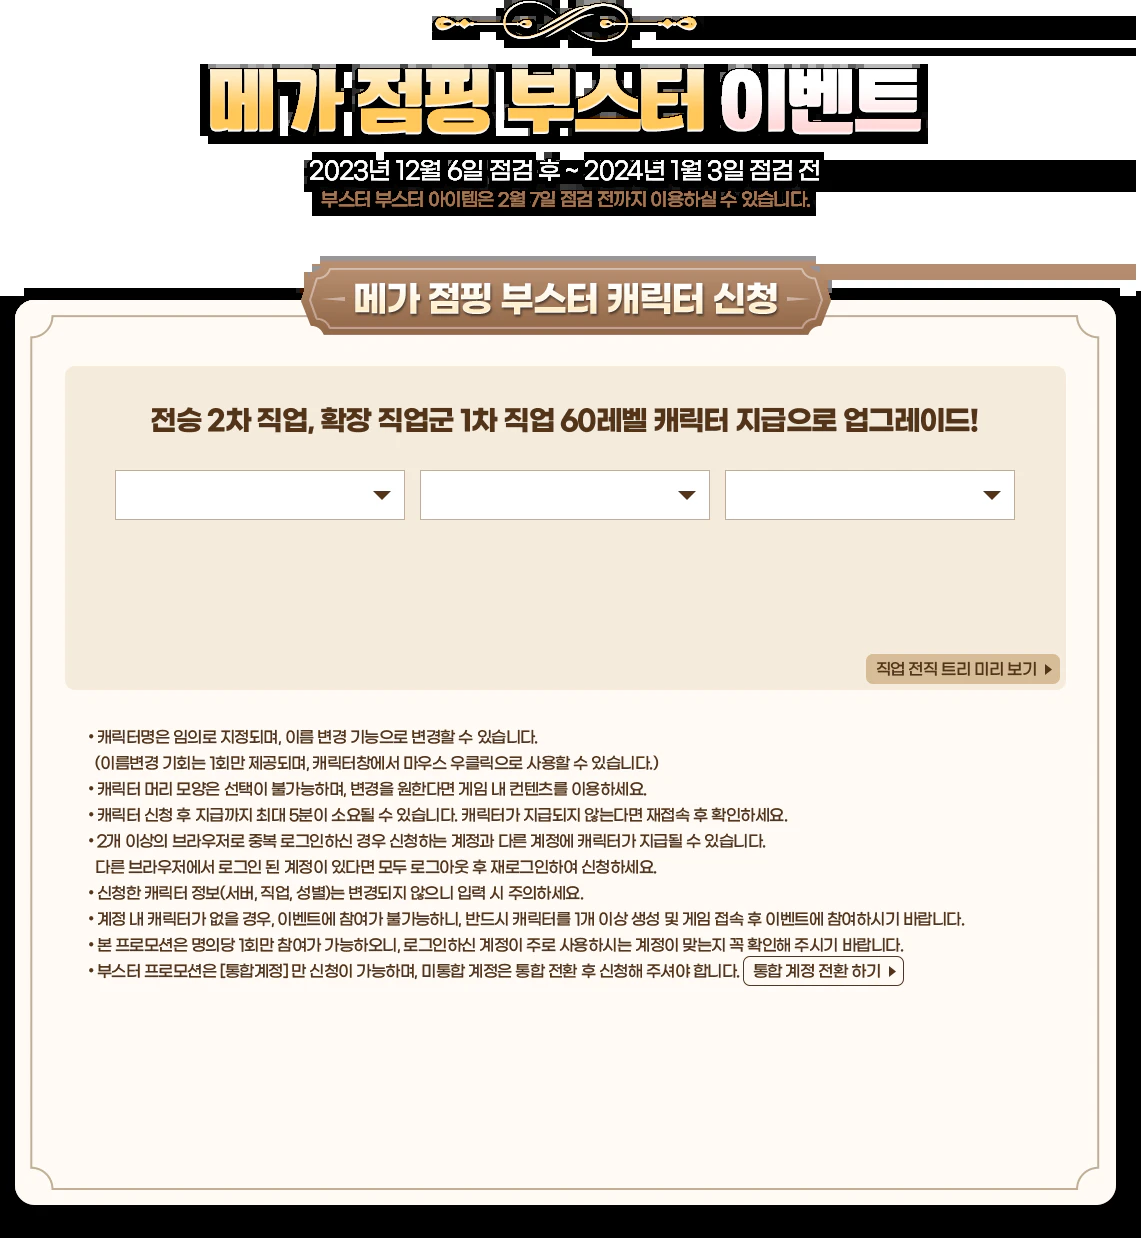 메가 점핑 부스터 이벤트
2023년 12월 6일 점검 후 ~ 2024년 1월 3일 점검 전
부스터 부스터 아이템은 2월 7일 점검 전까지 이용하실 수 있습니다.
메가 점핑 부스터 캐릭터 신청
전승 2차 직업, 확장 직업군 1차 직업 60레벨 캐릭터 지급으로 업그레이드!
직업 전직 트리 미리 보기
• 캐릭터명은 임의로 지정되며, 이름 변경 기능으로 변경할 수 있습니다.
(이름변경 기회는 1회만 제공되며, 캐릭터창에서 마우스 우클릭으로 사용할 수 있습니다.)
• 캐릭터 머리 모양은 선택이 불가능하며, 변경을 원한다면 게임 내 컨텐츠를 이용하세요.
• 캐릭터 신청 후 지급까지 최대 5분이 소요될 수 있습니다. 캐릭터가 지급되지 않는다면 재접속 후 확인하세요.
• 2개 이상의 브라우저로 중복 로그인하신 경우 신청하는 계정과 다른 계정에 캐릭터가 지급될 수 있습니다.
다른 브라우저에서 로그인 된 계정이 있다면 모두 로그아웃 후 재로그인하여 신청하세요.
• 신청한 캐릭터 정보(서버, 직업, 성별)는 변경되지 않으니 입력 시 주의하세요.
• 계정 내 캐릭터가 없을 경우, 이벤트에 참여가 불가능하니, 반드시 캐릭터를 1개 이상 생성 및 게임 접속 후 이벤트에 참여하시기 바랍니다.
• 본 프로모션은 명의당 1회만 참여가 가능하오니, 로그인하신 계정이 주로 사용하시는 계정이 맞는지 꼭 확인해 주시기 바랍니다.
• 부스터 프로모션은 [통합계정]만 신청이 가능하며, 미통합 계정은 통합 전환 후 신청해 주셔야 합니다. 통합 계정 전환 하기